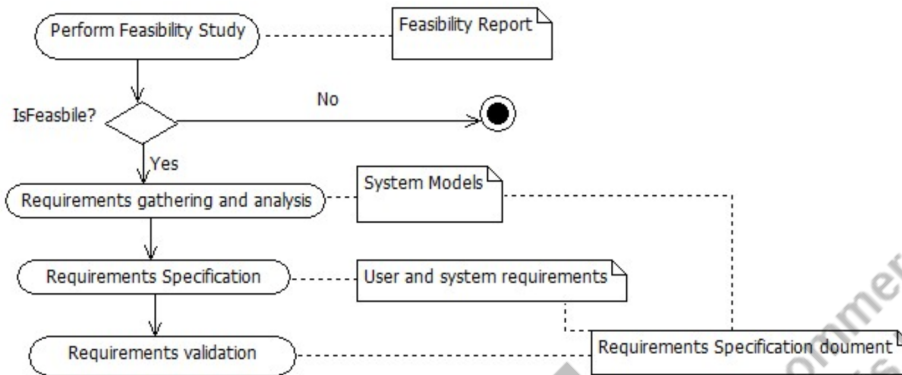 Perform Feasibility Study
Feasibility Report
IsFeasbile?
No
Yes
Requirements gathering and analysis
System Models
Requirements Specification
User and system requirements
Requirements validation
Requirements Specification doument